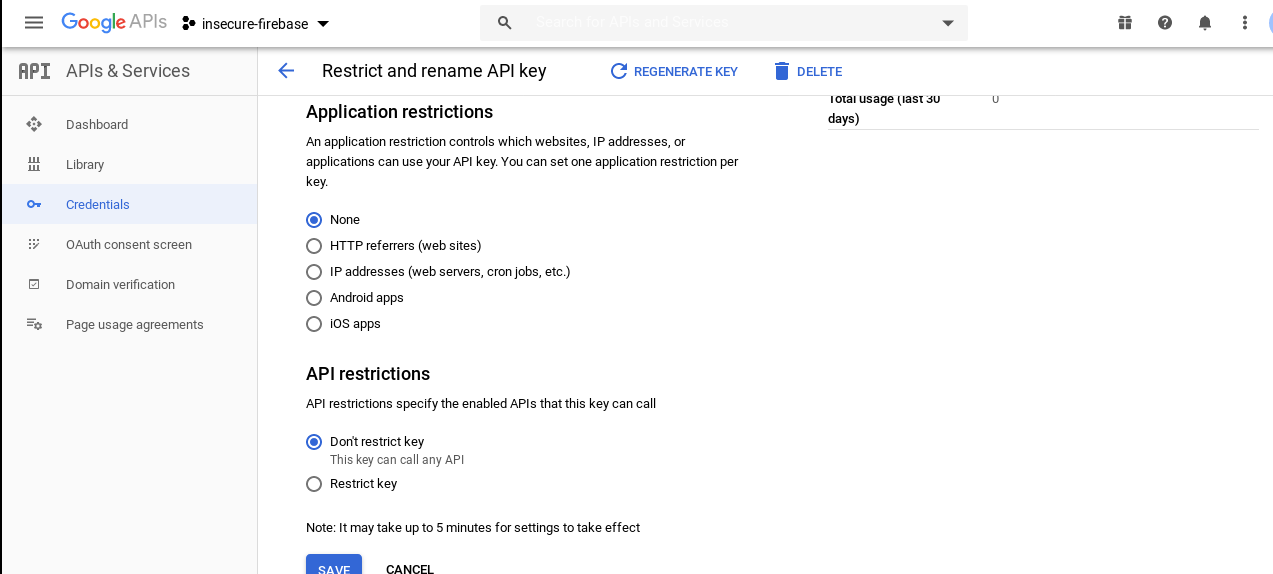 Google APIs
insecure-firebase
Search for APIs and Services
API APIs & Services
Restrict and rename API key
REGENERATE KEY
DELETE
Dashboard
Library
Credentials
OAuth consent screen
Domain verification
Page usage agreements
Application restrictions
An application restriction controls which websites, IP addresses, or
applications can use your API key. You can set one application restriction per
key.
None
HTTP referrers (web sites)
IP addresses (web servers, cron jobs, etc.)
Android apps
iOS apps
API restrictions
API restrictions specify the enabled APIs that this key can call
Don't restrict key
This key can call any API
Restrict key
Note: It may take up to 5 minutes for settings to take effect
SAVE
CANCEL
Total usage (last 30 0
days)